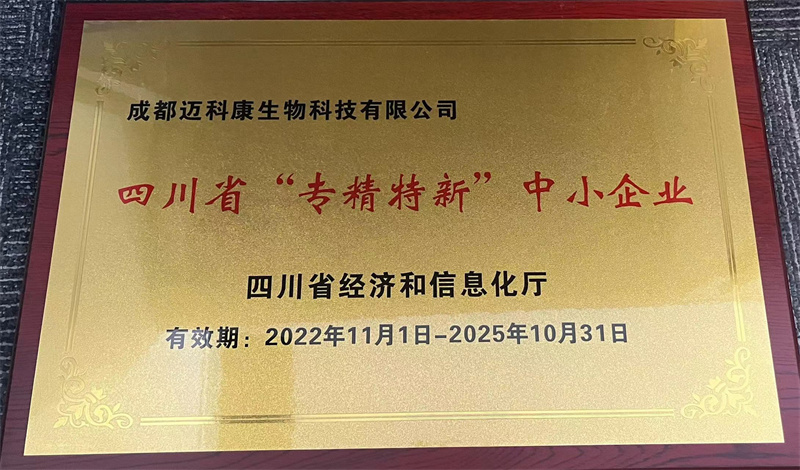 成都迈科康生物科技有限公司
四川省“专精特新”中小企业
四川省经济和信息化厅
有效期：2022年11月1日-2025年10月31日